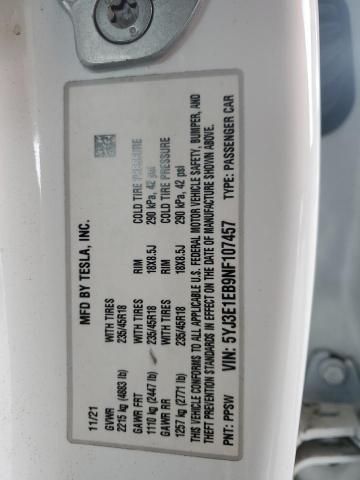 MFD BY TESLA, INC.
11/21
GVWR
2215 kg (4883 lb)
WITH TIRES
235/45R18
RIM
18X8.5J
COLD TIRE PRESSURE
290 kPa, 42 psi
GAWR FRT
1110 kg (2447 lb)
WITH TIRES
235/45R18
RIM
18X8.5J
COLD TIRE PRESSURE
290 kPa, 42 psi
GAWR RR
1257 kg (2771 lb)
WITH TIRES
235/45R18
THIS VEHICLE CONFORMS TO ALL APPLICABLE U.S. FEDERAL MOTOR VEHICLE SAFETY, BUMPER, AND
THEFT PREVENTION STANDARDS IN EFFECT ON THE DATE OF MANUFACTURE SHOWN ABOVE.
VIN: 5YJ3E1EB9NF107457
PNT: PPSW
TYPE: PASSENGER CAR